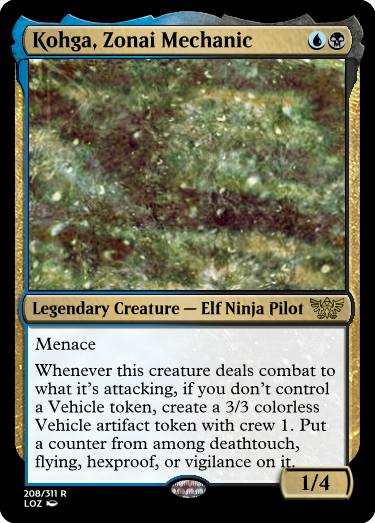 Kohga, Zonai Mechanic
Legendary Creature — Elf Ninja Pilot
Menace
Whenever this creature deals combat to
what it's attacking, if you don't control
a Vehicle token, create a 3/3 colorless
Vehicle artifact token with crew 1. Put
a counter from among deathtouch,
flying, hexproof, or vigilance on it.
1/4
208/311 R
LOZ